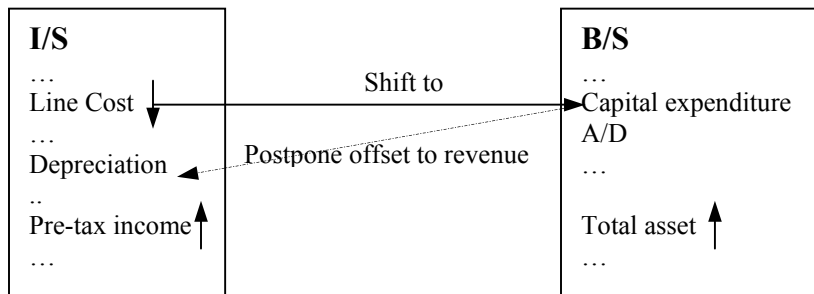 I/S
…
Line Cost
…
Depreciation
..
Pre-tax income
…
Shift to
Postpone offset to revenue
B/S
…
Capital expenditure
A/D
…
Total asset
…